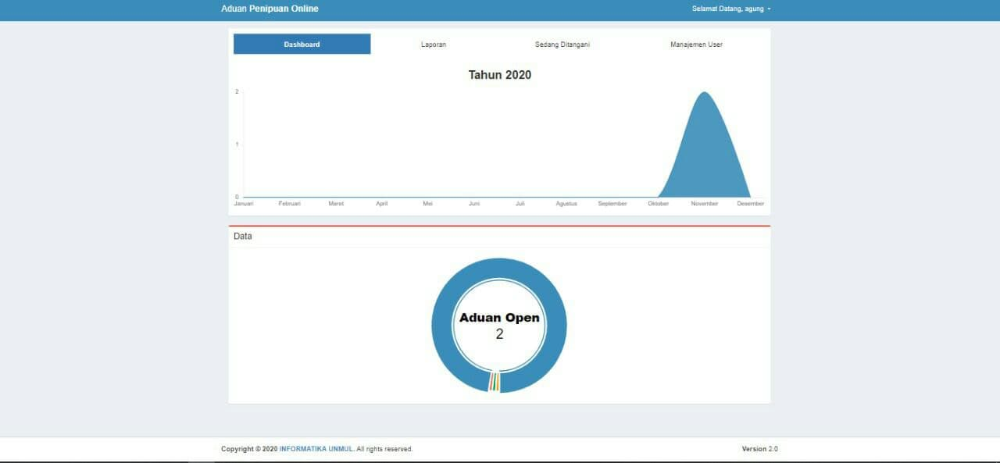 Aduan Penipuan Online
Selamat Datang, agung
Dashboard
Laporan
Sedang Ditangani
Manajemen User
Tahun 2020
2
1
0
Januari Februari Maret April Mei Juni Juli Agustus September Oktober November Desember
Data
Aduan Open
2
Copyright © 2020 INFORMATIKA UNMUL. All rights reserved.
Version 2.0